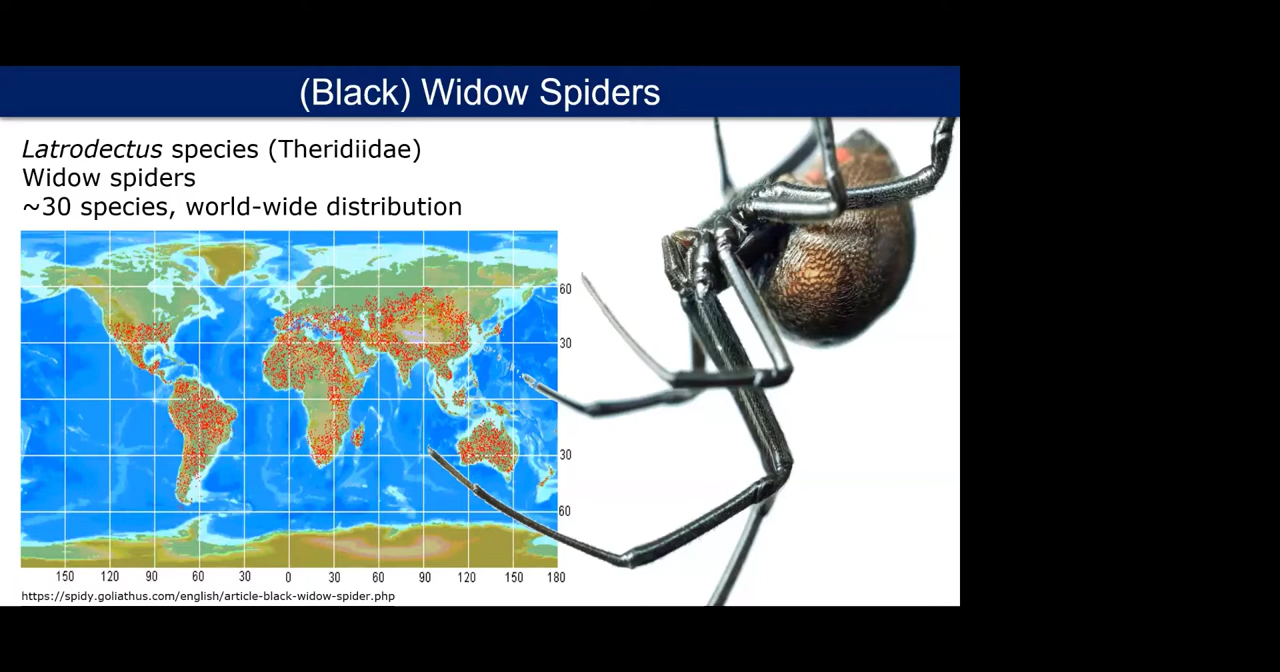 (Black) Widow Spiders
Latrodectus species (Theridiidae)
Widow spiders
~30 species, world-wide distribution
60
30
30
60
150 120 90 60 30 0 30 60 90 120 150 180
https://spidy.goliathus.com/english/article-black-widow-spider.php